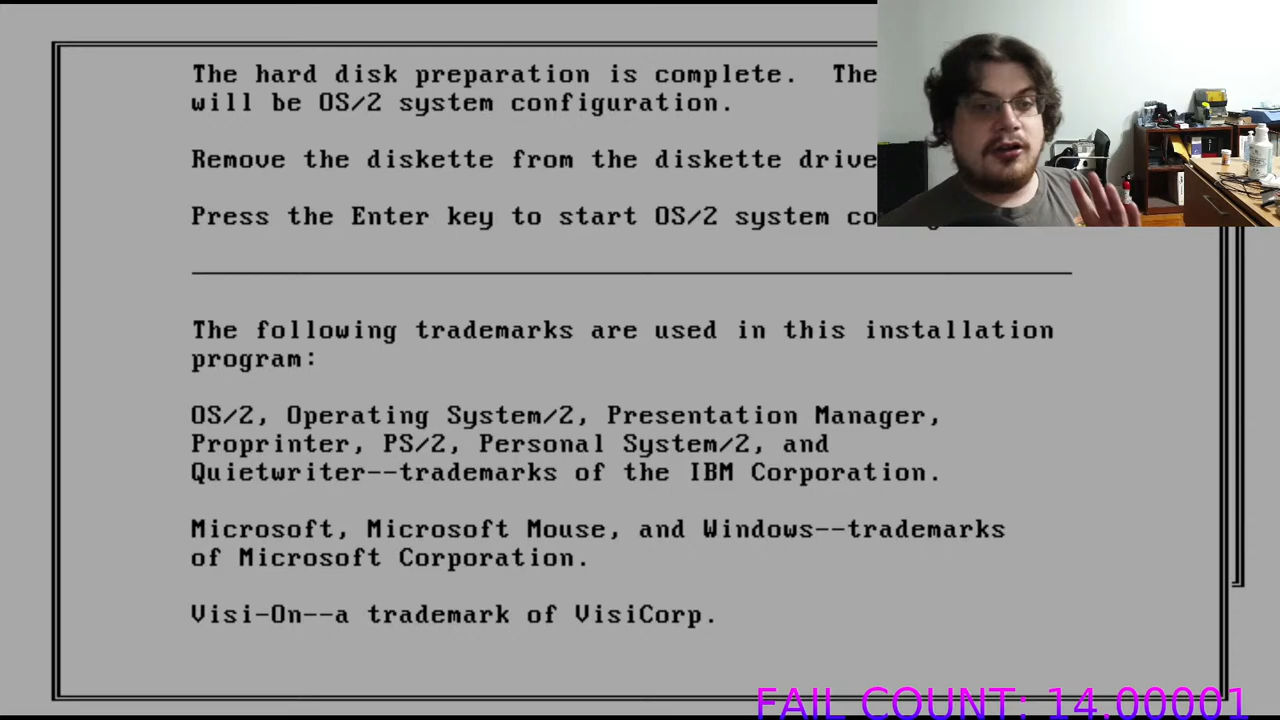 The hard disk preparation is complete. The
will be OS/2 system configuration.
Remove the diskette from the diskette drive
Press the Enter key to start OS/2 system
The following trademarks are used in this installation
program:
OS/2, Operating System/2, Presentation Manager,
Proprinter, PS/2, Personal System/2, and
Quietwriter--trademarks of the IBM Corporation.
Microsoft, Microsoft Mouse, and Windows--trademarks
of Microsoft Corporation.
Visi-On--a trademark of VisiCorp.
FAIL COUNT: 14.00001